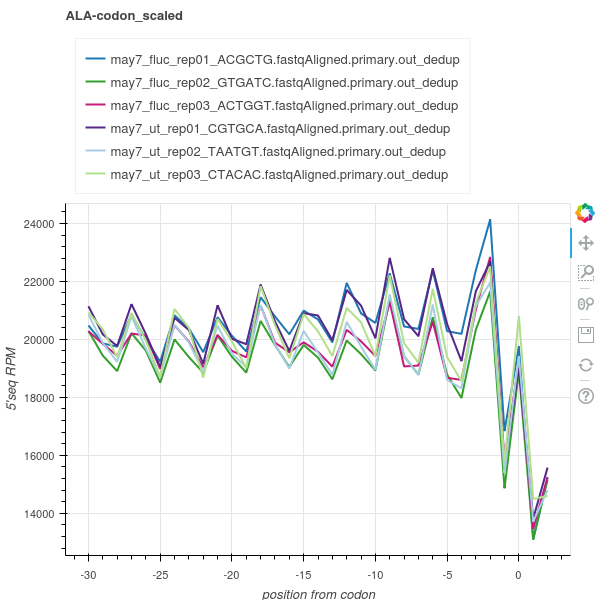 ALA-codon_scaled
may7_fluc_rep01_ACGCTG.fastqAligned.primary.out_dedup
may7_fluc_rep02_GTGATC.fastqAligned.primary.out_dedup
may7_fluc_rep03_ACTGGT.fastqAligned.primary.out_dedup
may7_ut_rep01_CGTGCA.fastqAligned.primary.out_dedup
may7_ut_rep02_TAATGT.fastqAligned.primary.out_dedup
may7_ut_rep03_CTACAC.fastqAligned.primary.out_dedup
24000
22000
20000
18000
16000
14000
5'seq RPM
-30 -25 -20 -15 -10 -5 0
position from codon